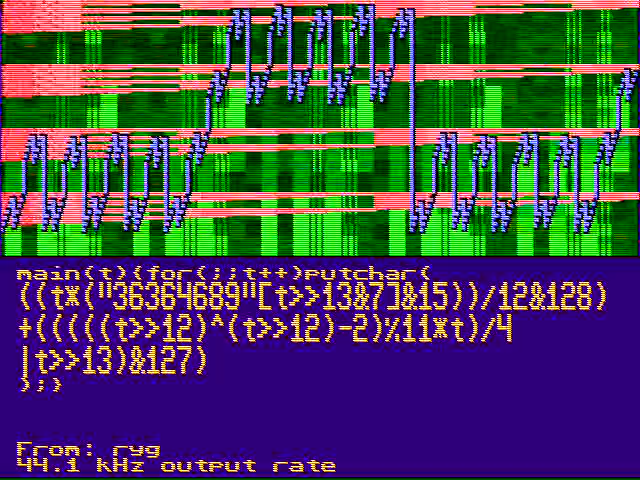 main(t){for(;;t++)putchar(
((t*("36364689"[t>>13&7]&15))/12&128)
+(((((t>>12)^(t>>12)-2)%11*t)/4
|t>>13)&127)
);}
From: ryg
44.1 kHz output rate